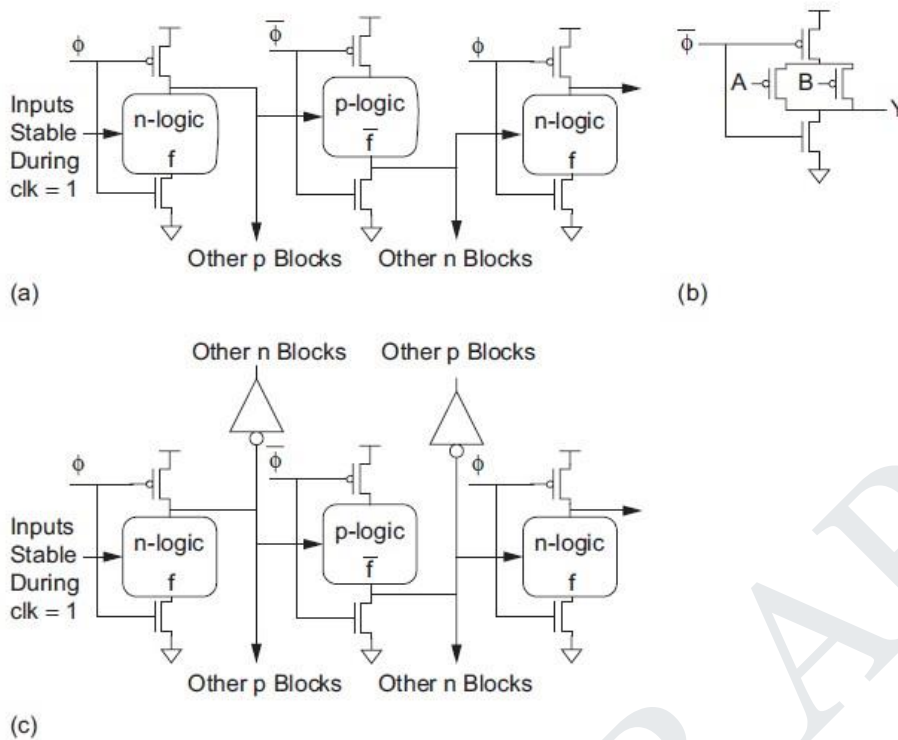 ϕ
ϕ̅
ϕ
Inputs
Stable
During
clk = 1
n-logic
f
p-logic
f̅
n-logic
f
Other p Blocks
Other n Blocks
(a)
ϕ̅
A
B
Y
(b)
Other n Blocks
Other p Blocks
ϕ
ϕ̅
ϕ
Inputs
Stable
During
clk = 1
n-logic
f
p-logic
f̅
n-logic
f
Other p Blocks
Other n Blocks
(c)